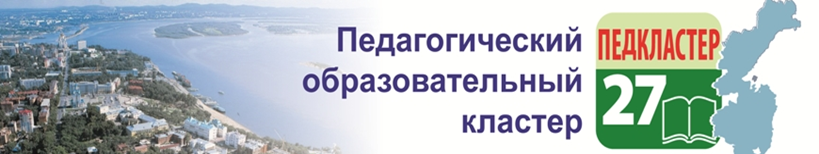 Педагогический
образовательный
кластер
ПЕДКЛАСТЕР
27